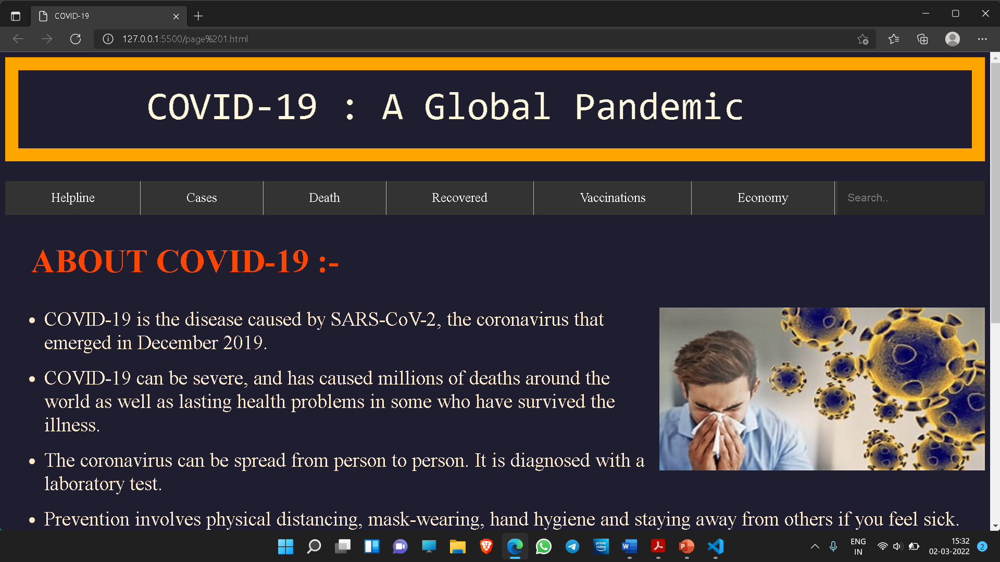 COVID-19
127.0.0.1:5500/page%201.html
COVID-19 : A Global Pandemic
Helpline Cases Death Recovered Vaccinations Economy Search..
ABOUT COVID-19 :-
• COVID-19 is the disease caused by SARS-CoV-2, the coronavirus that
emerged in December 2019.
• COVID-19 can be severe, and has caused millions of deaths around the
world as well as lasting health problems in some who have survived the
illness.
• The coronavirus can be spread from person to person. It is diagnosed with a
laboratory test.
• Prevention involves physical distancing, mask-wearing, hand hygiene and staying away from others if you feel sick.
prime
video
W
P
ENG
IN
15:32
02-03-2022
2